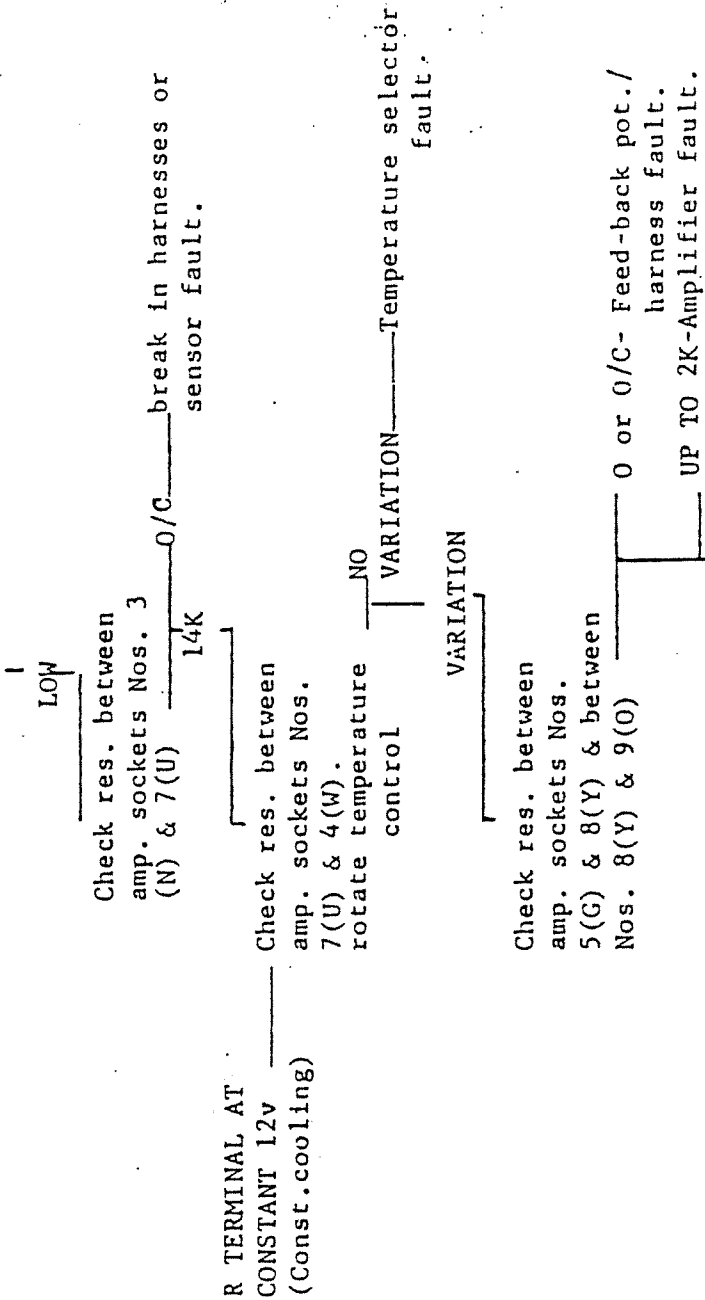 LOW
Check res. between
amp. sockets Nos. 3
(N) & 7(U)
O/C
break in harnesses or
sensor fault.
14K
R TERMINAL AT
CONSTANT 12v
(Const.cooling)
Check res. between
amp. sockets Nos.
7(U) & 4(W).
rotate temperature
control
NO
VARIATION
Temperature selector
fault.
VARIATION
Check res. between
amp. sockets Nos.
5(G) & 8(Y) & between
Nos. 8(Y) & 9(O)
O or O/C- Feed-back pot./
harness fault.
UP TO 2K-Amplifier fault.